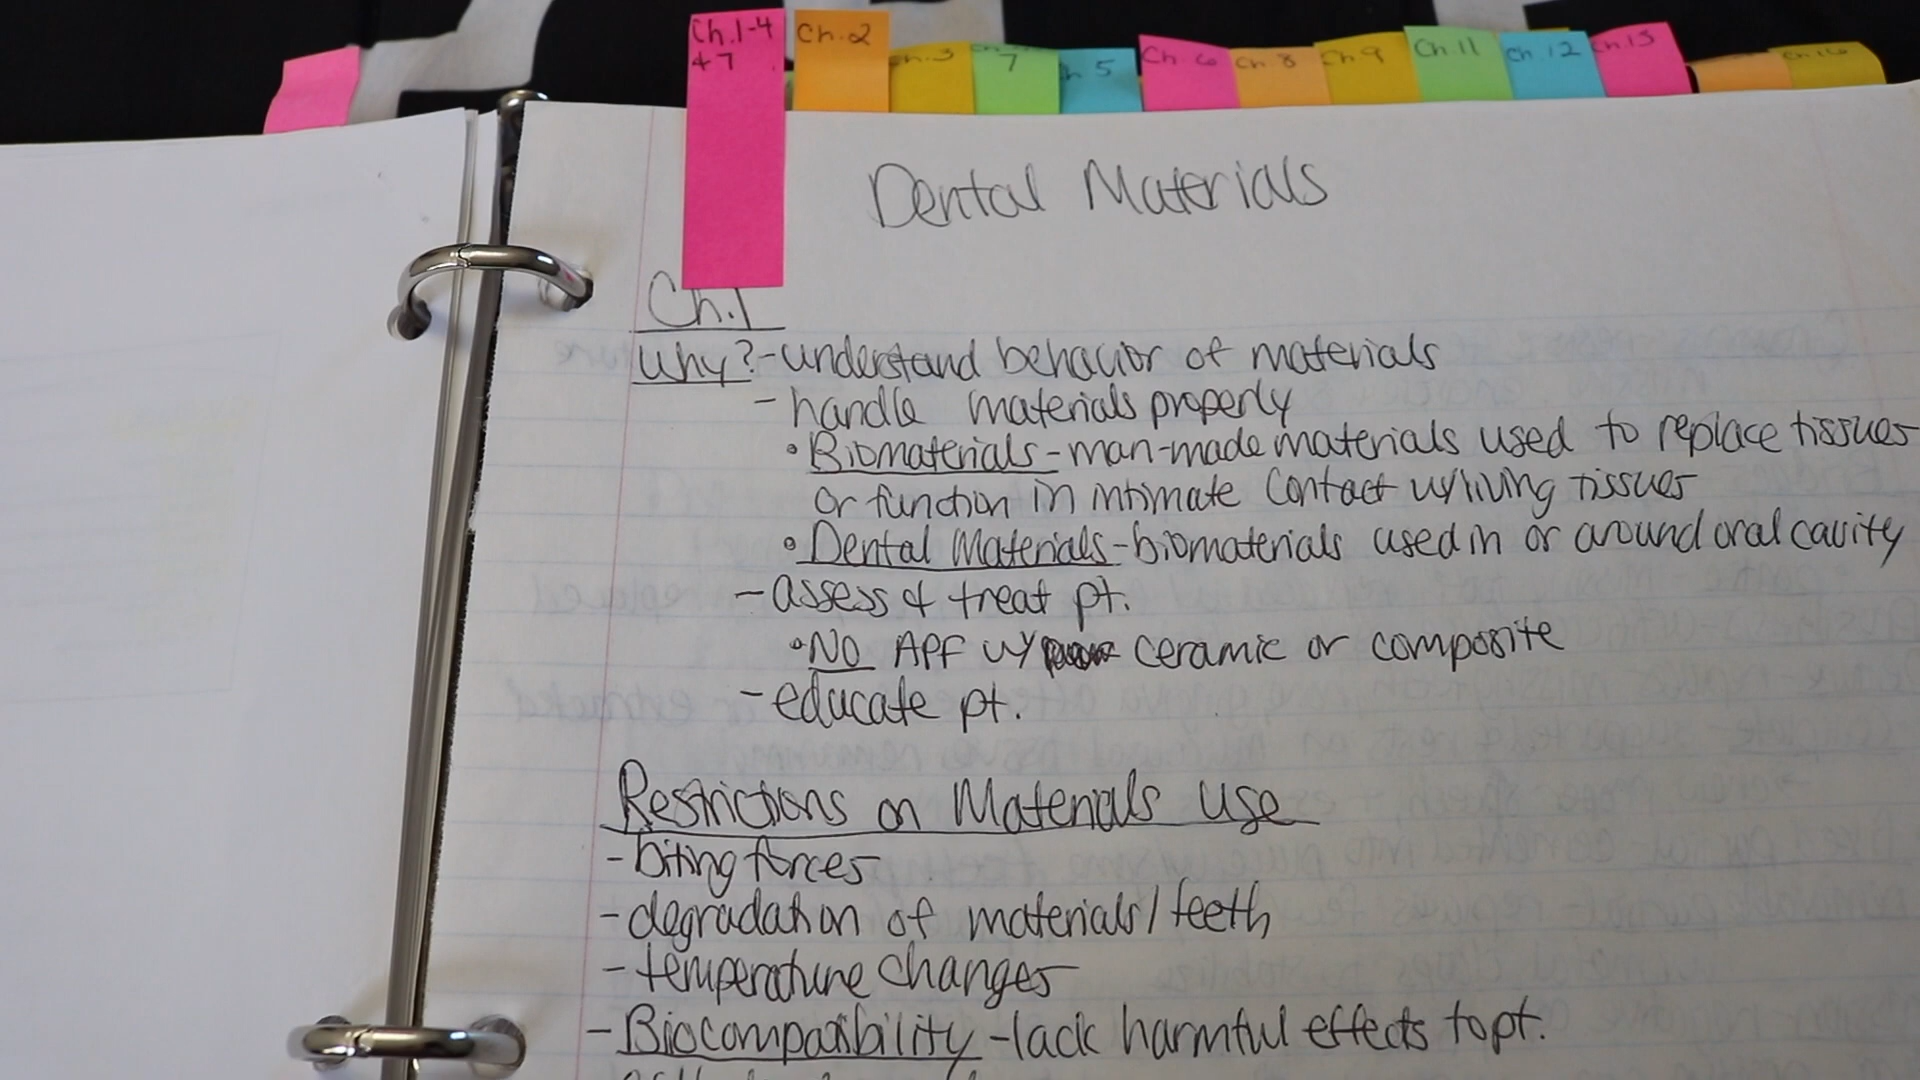 Ch.1-4
+ 7
Ch.2
Ch.3
Ch.
7
Ch 5
Ch. 6
Ch. 8
Ch. 9
Ch. 11
Ch 12
Ch. 13
Dental Materials
Ch.1
Why?-understand behavior of materials
- handle materials properly
• Biomaterials-man-made materials used to replace tissues
or function in intimate contact w/living tissues
• Dental Materials-biomaterials used in or around oral cavity
- assess & treat pt.
• NO APF w/ ceramic or composite
- educate pt.
Restrictions on Materials Use
- biting forces
- degradation of materials/teeth
- temperature changes
- Biocompatibility-lack harmful effects to pt.